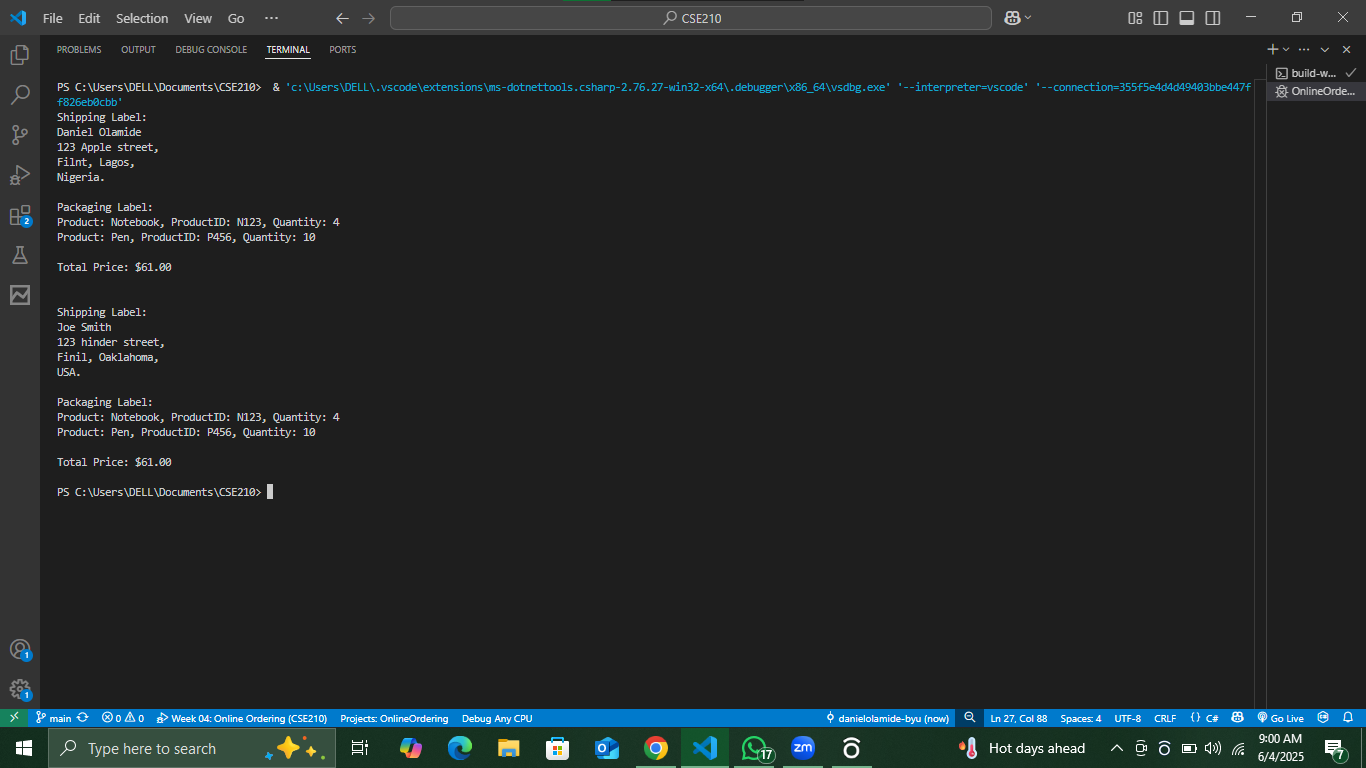 File Edit Selection View Go ··· CSE210
PROBLEMS OUTPUT DEBUG CONSOLE TERMINAL PORTS
PS C:\Users\DELL\Documents\CSE210>  & 'c:\Users\DELL\.vscode\extensions\ms-dotnettools.csharp-2.76.27-win32-x64\.debugger\x86_64\vsdbg.exe' '--interpreter=vscode' '--connection=355f5e4d4d49403bbe447f
f826eb0cbb'
build-w...
OnlineOrde...
Shipping Label:
Daniel Olamide
123 Apple street,
Filnt, Lagos,
Nigeria.
Packaging Label:
Product: Notebook, ProductID: N123, Quantity: 4
Product: Pen, ProductID: P456, Quantity: 10
Total Price: $61.00
Shipping Label:
Joe Smith
123 hinder street,
Finil, Oaklahoma,
USA.
Packaging Label:
Product: Notebook, ProductID: N123, Quantity: 4
Product: Pen, ProductID: P456, Quantity: 10
Total Price: $61.00
PS C:\Users\DELL\Documents\CSE210>
2
1
1
main 0 0 Week 04: Online Ordering (CSE210) Projects: OnlineOrdering Debug Any CPU danielolamide-byu (now) Ln 27, Col 88 Spaces: 4 UTF-8 CRLF {} C# Go Live
Type here to search 17 zm Hot days ahead 9:00 AM
6/4/2025 7